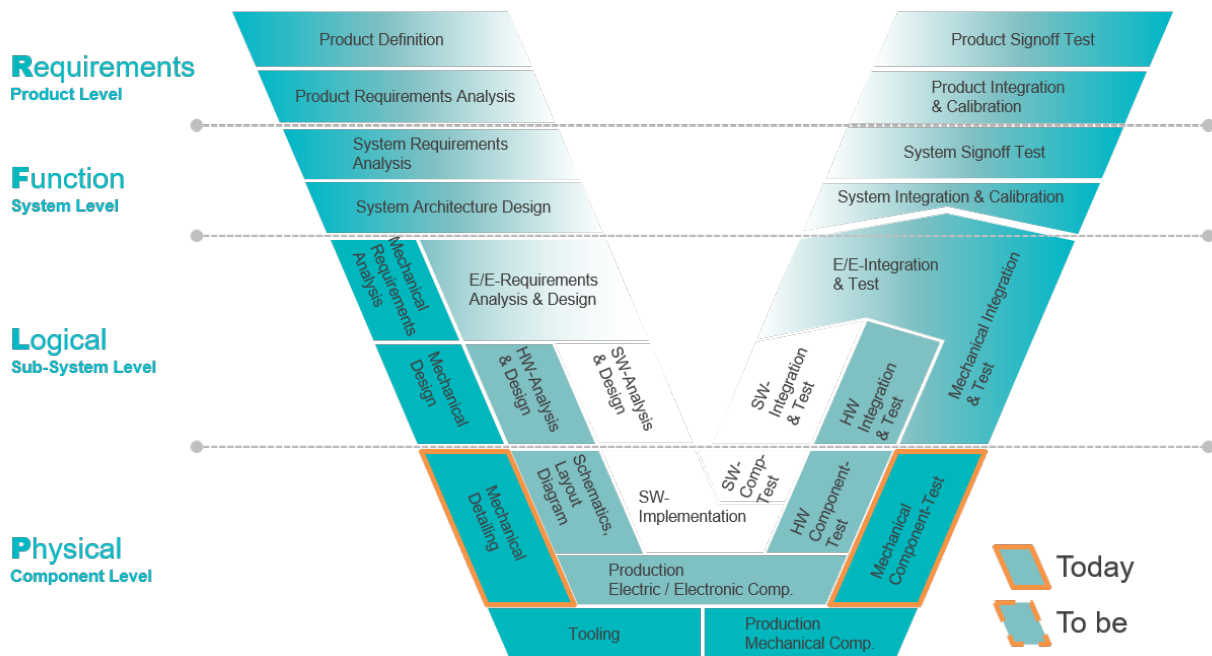 Requirements
Product Level
Function
System Level
Logical
Sub-System Level
Physical
Component Level
Product Definition
Product Requirements Analysis
System Requirements
Analysis
System Architecture Design
Mechanical
Requirements
Analysis
E/E-Requirements
Analysis & Design
Mechanical
Design
HW-Analysis
& Design
SW-Analysis
& Design
Mechanical
Detailing
Schematics,
Layout
Diagram
SW-
Implementation
Production
Electric / Electronic Comp.
Tooling
Production
Mechanical Comp.
SW-
Comp-
Test
HW
Component-
Test
Mechanical
Component-Test
SW-
Integration
& Test
HW
Integration
& Test
Mechanical Integration
& Test
E/E-Integration
& Test
System Integration & Calibration
System Signoff Test
Product Integration
& Calibration
Product Signoff Test
Today
To be